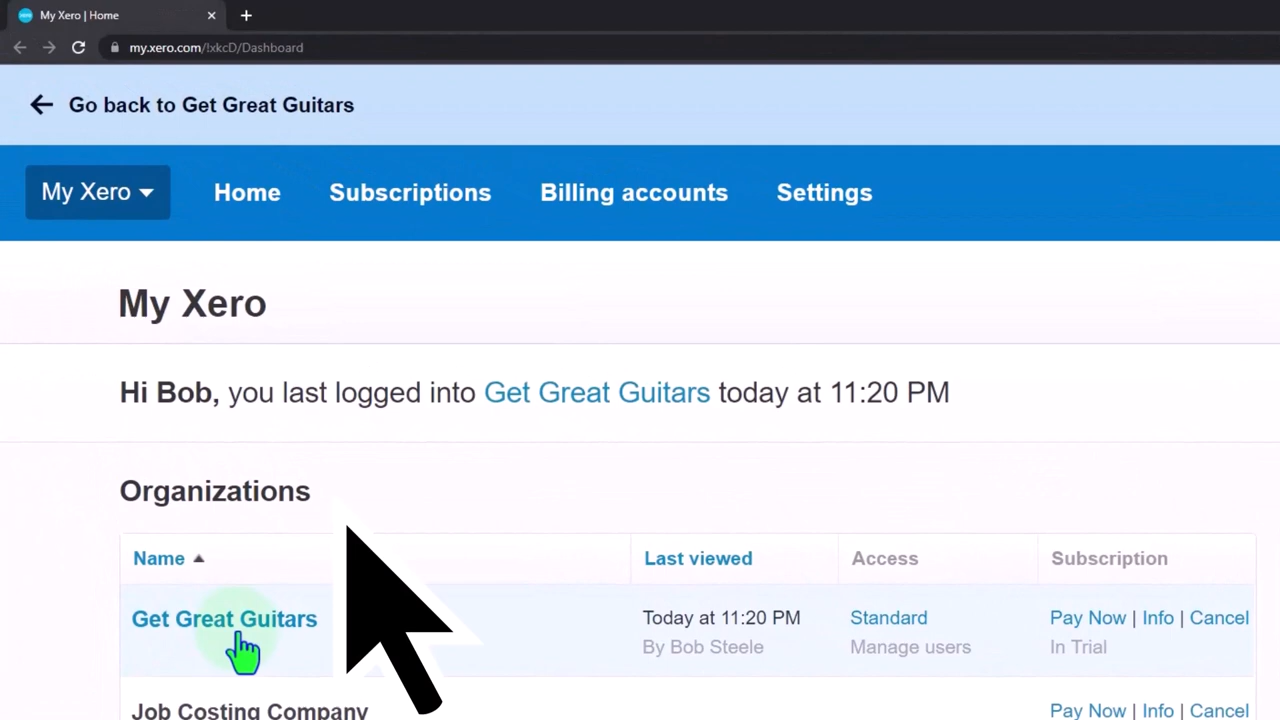 My Xero | Home
my.xero.com/!xkcD/Dashboard
Go back to Get Great Guitars
My Xero Home Subscriptions Billing accounts Settings
My Xero
Hi Bob, you last logged into Get Great Guitars today at 11:20 PM
Organizations
Name Last viewed Access Subscription
Get Great Guitars Today at 11:20 PM Standard Pay Now | Info | Cancel
By Bob Steele Manage users In Trial
Job Costing Company Pay Now | Info | Cancel